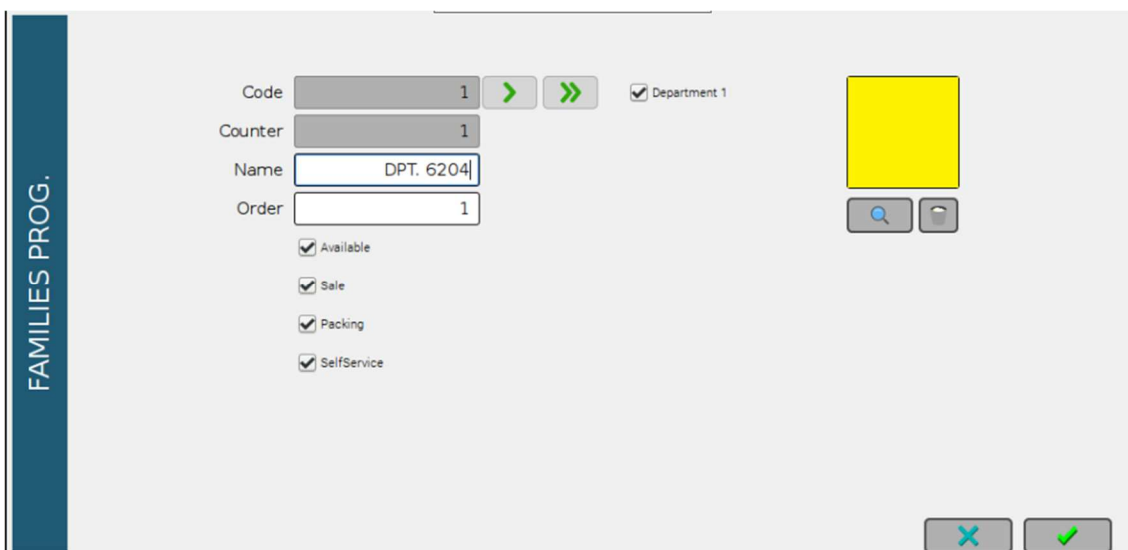 FAMILIES PROG.
Code 1 Department 1
Counter 1
Name DPT. 6204
Order 1
Available
Sale
Packing
SelfService